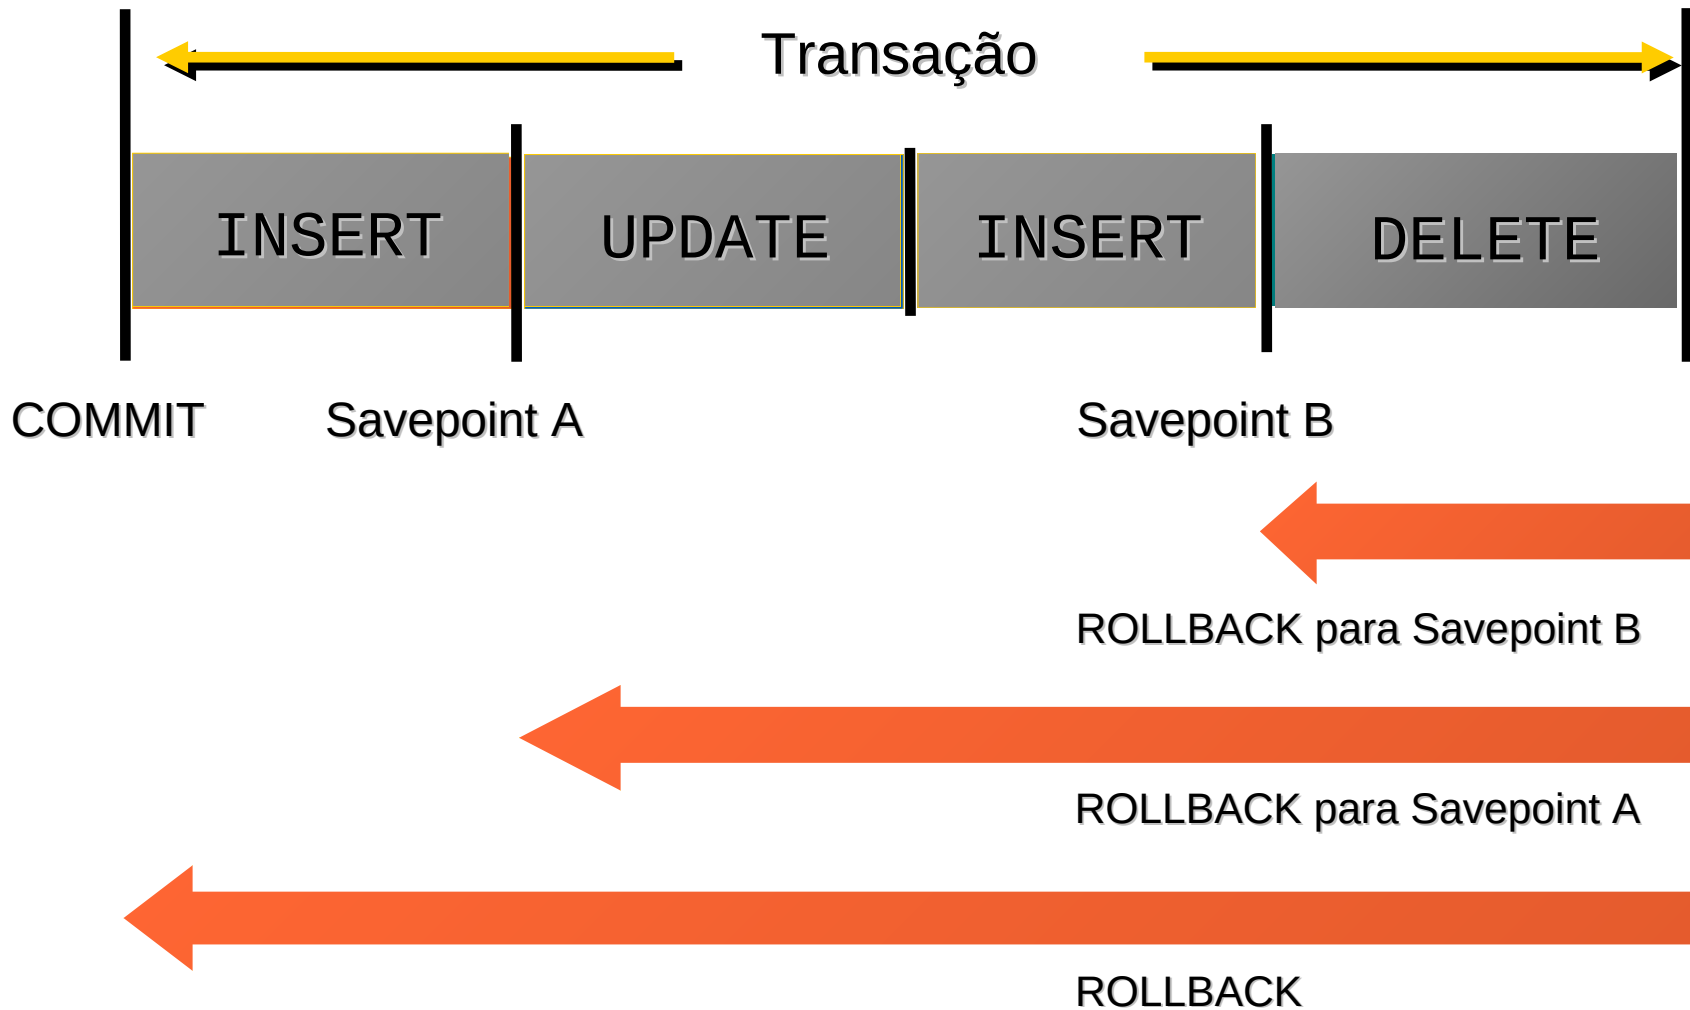 Transação
INSERT
UPDATE
INSERT
DELETE
COMMIT
Savepoint A
Savepoint B
ROLLBACK para Savepoint B
ROLLBACK para Savepoint A
ROLLBACK